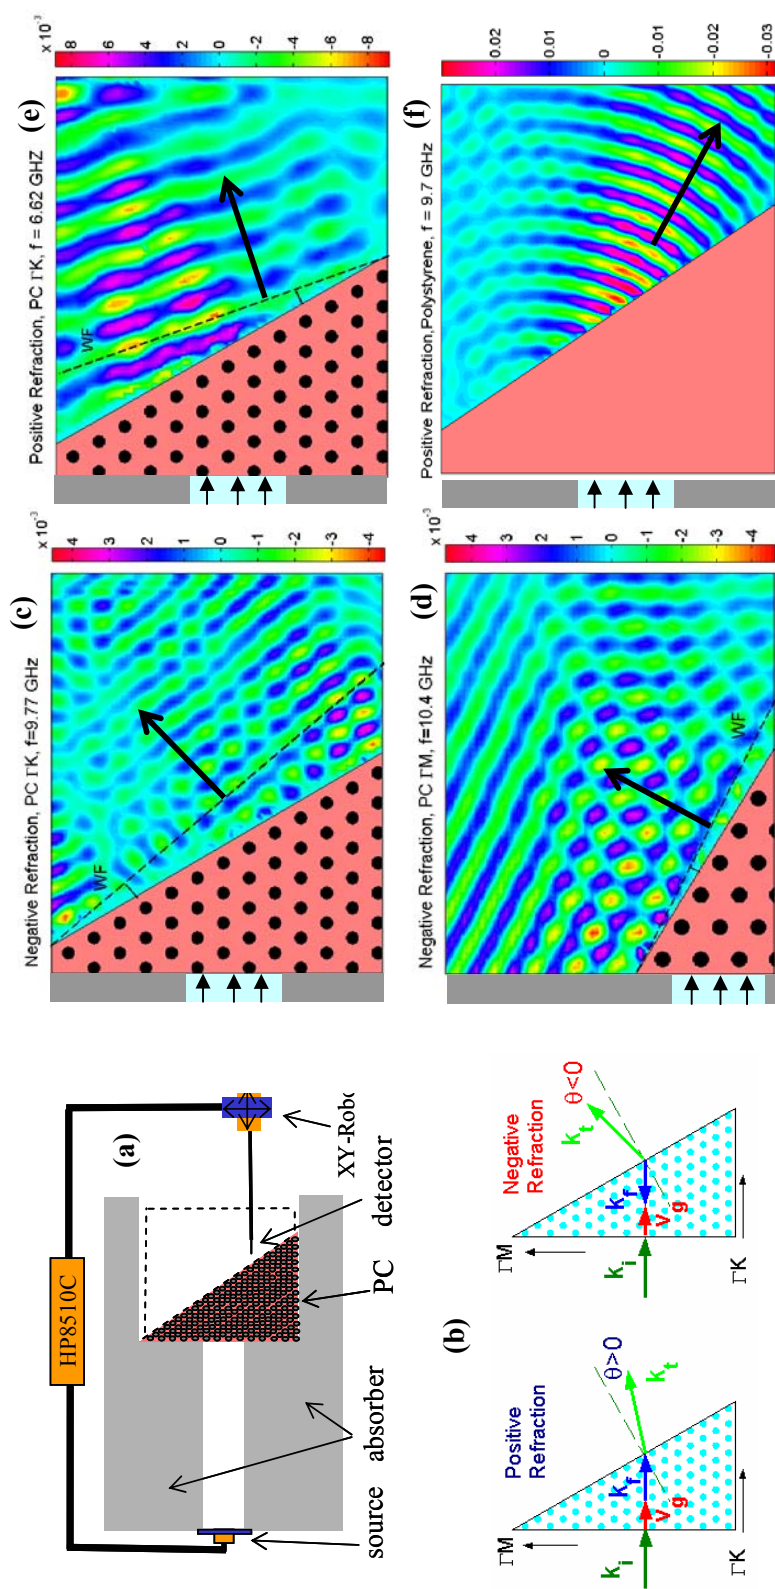 HP8510C
(a)
source
absorber
PC
detector
XY-Robo
(b)
ΓM
Positive
Refraction
θ>0
k_i
k_f
v_g
k_t
ΓK
ΓM
Negative
Refraction
θ<0
k_i
k_f
v_g
k_t
ΓK
(c)
Negative Refraction, PC ΓK, f=9.77 GHz
x 10^-3
WF
4
3
2
1
0
-1
-2
-3
-4
(d)
Negative Refraction, PC ΓM, f=10.4 GHz
x 10^-3
WF
4
3
2
1
0
-1
-2
-3
-4
(e)
Positive Refraction, PC ΓK, f = 6.62 GHZ
x 10^-3
WF
8
6
4
2
0
-2
-4
-6
-8
(f)
Positive Refraction,Polystyrene, f = 9.7 GHz
0.02
0.01
0
-0.01
-0.02
-0.03